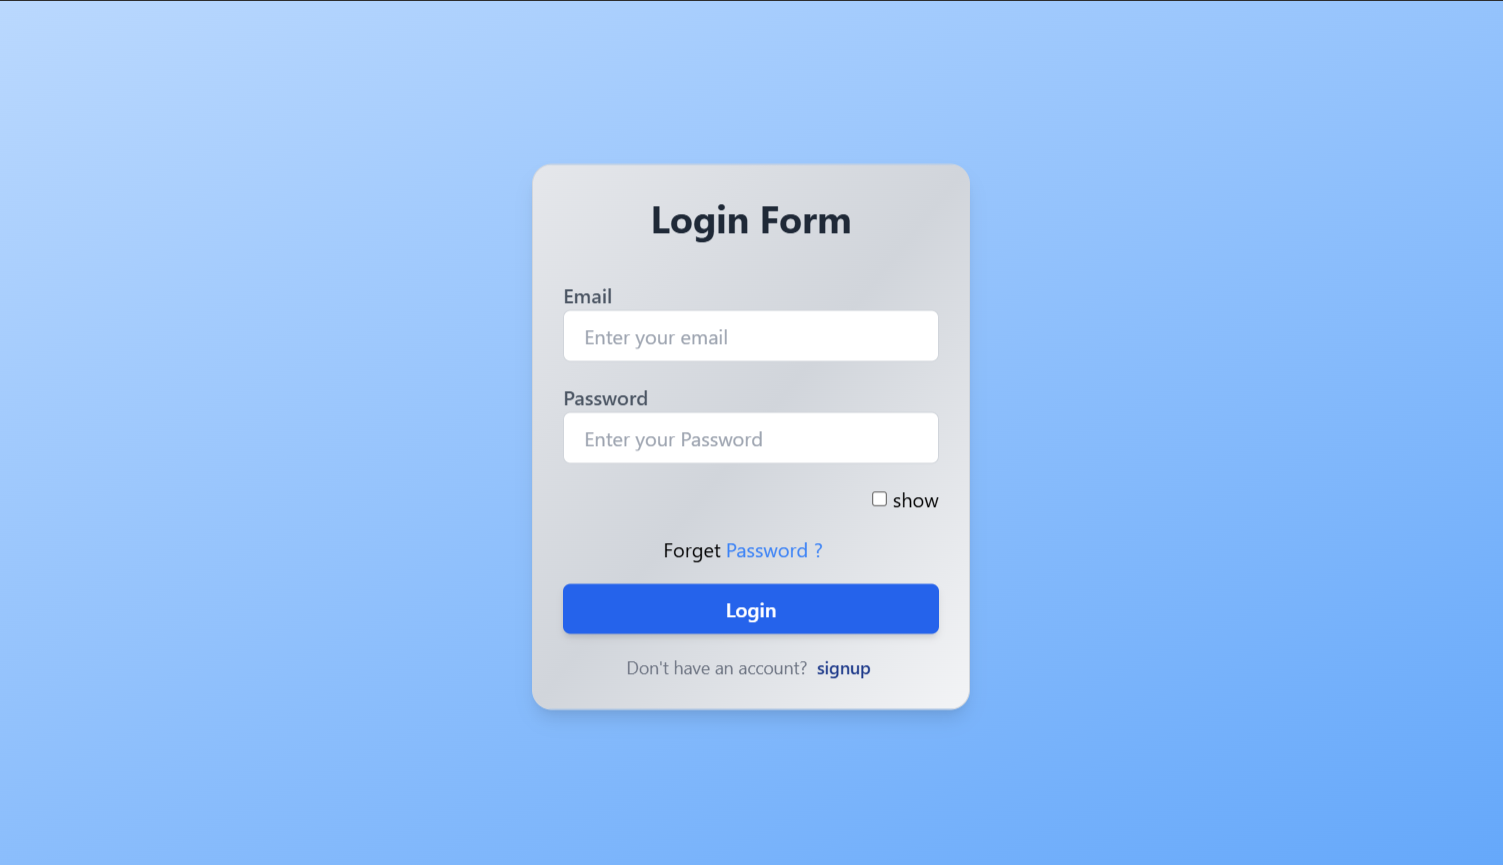 Login Form
Email
Enter your email
Password
Enter your Password
show
Forget Password ?
Login
Don't have an account? signup